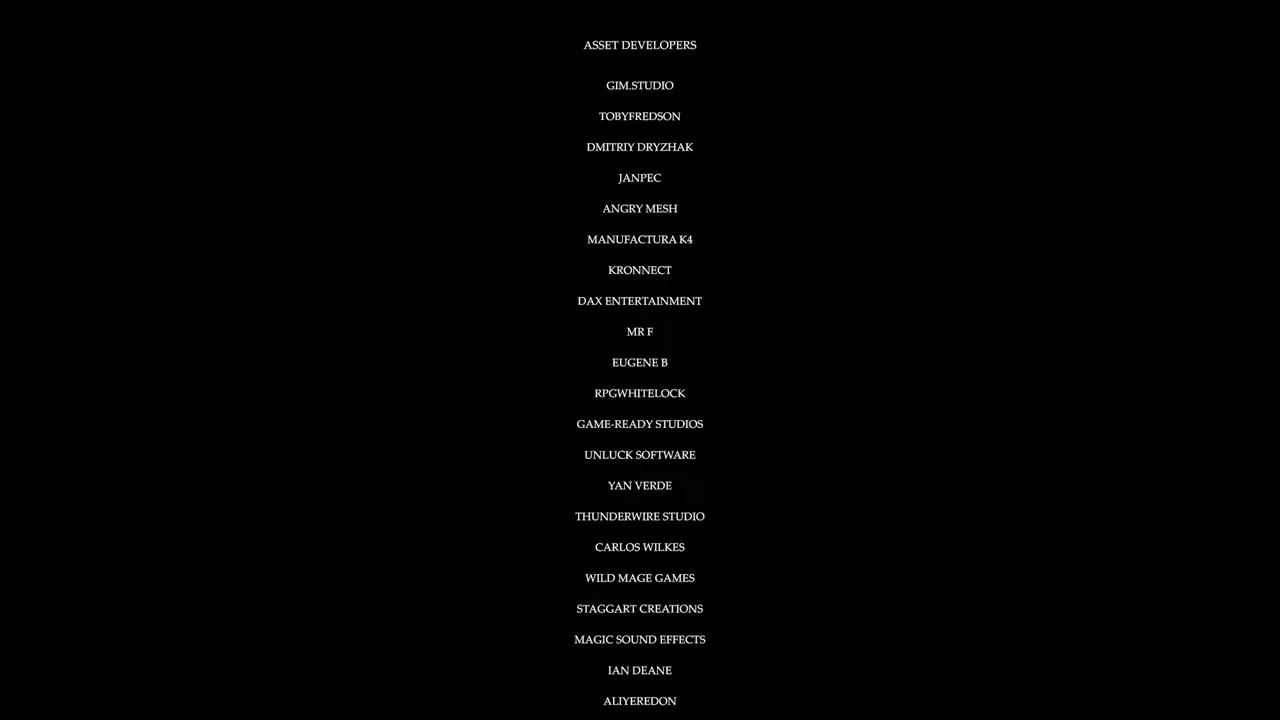 ASSET DEVELOPERS
GIM.STUDIO
TOBYFREDSON
DMITRIY DRYZHAK
JANPEC
ANGRY MESH
MANUFACTURA K4
KRONNECT
DAX ENTERTAINMENT
MR F
EUGENE B
RPGWHITELOCK
GAME-READY STUDIOS
UNLUCK SOFTWARE
YAN VERDE
THUNDERWIRE STUDIO
CARLOS WILKES
WILD MAGE GAMES
STAGGART CREATIONS
MAGIC SOUND EFFECTS
IAN DEANE
ALIYEREDON